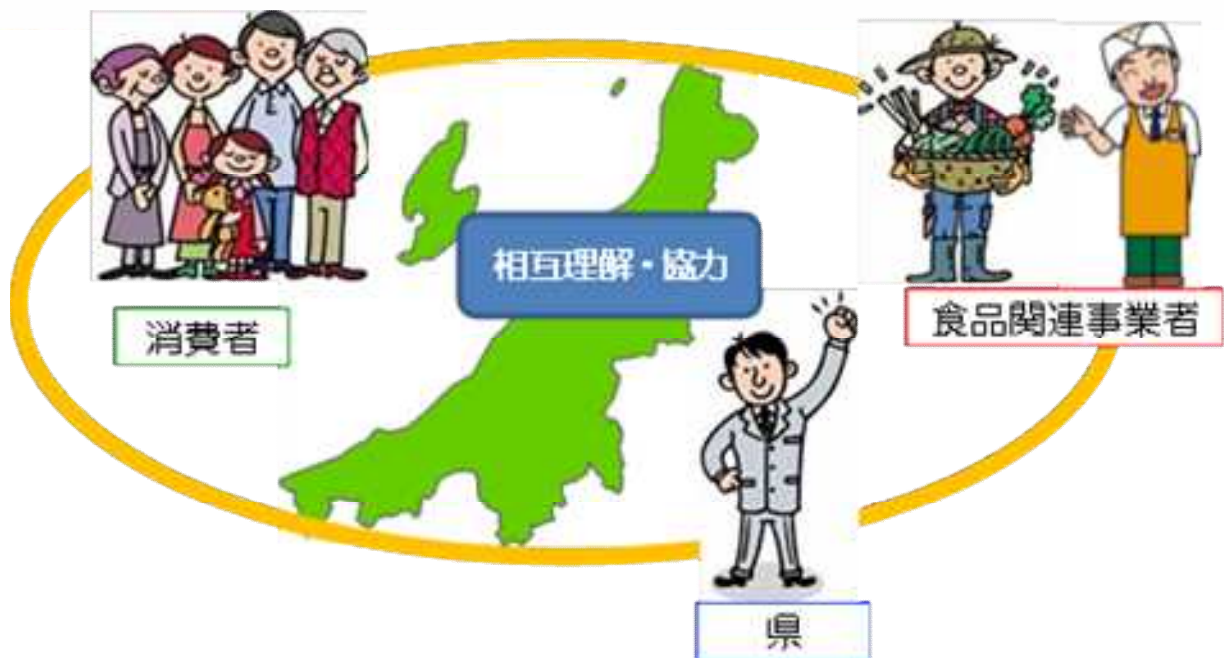 相互理解・協力
消費者
食品関連事業者
県